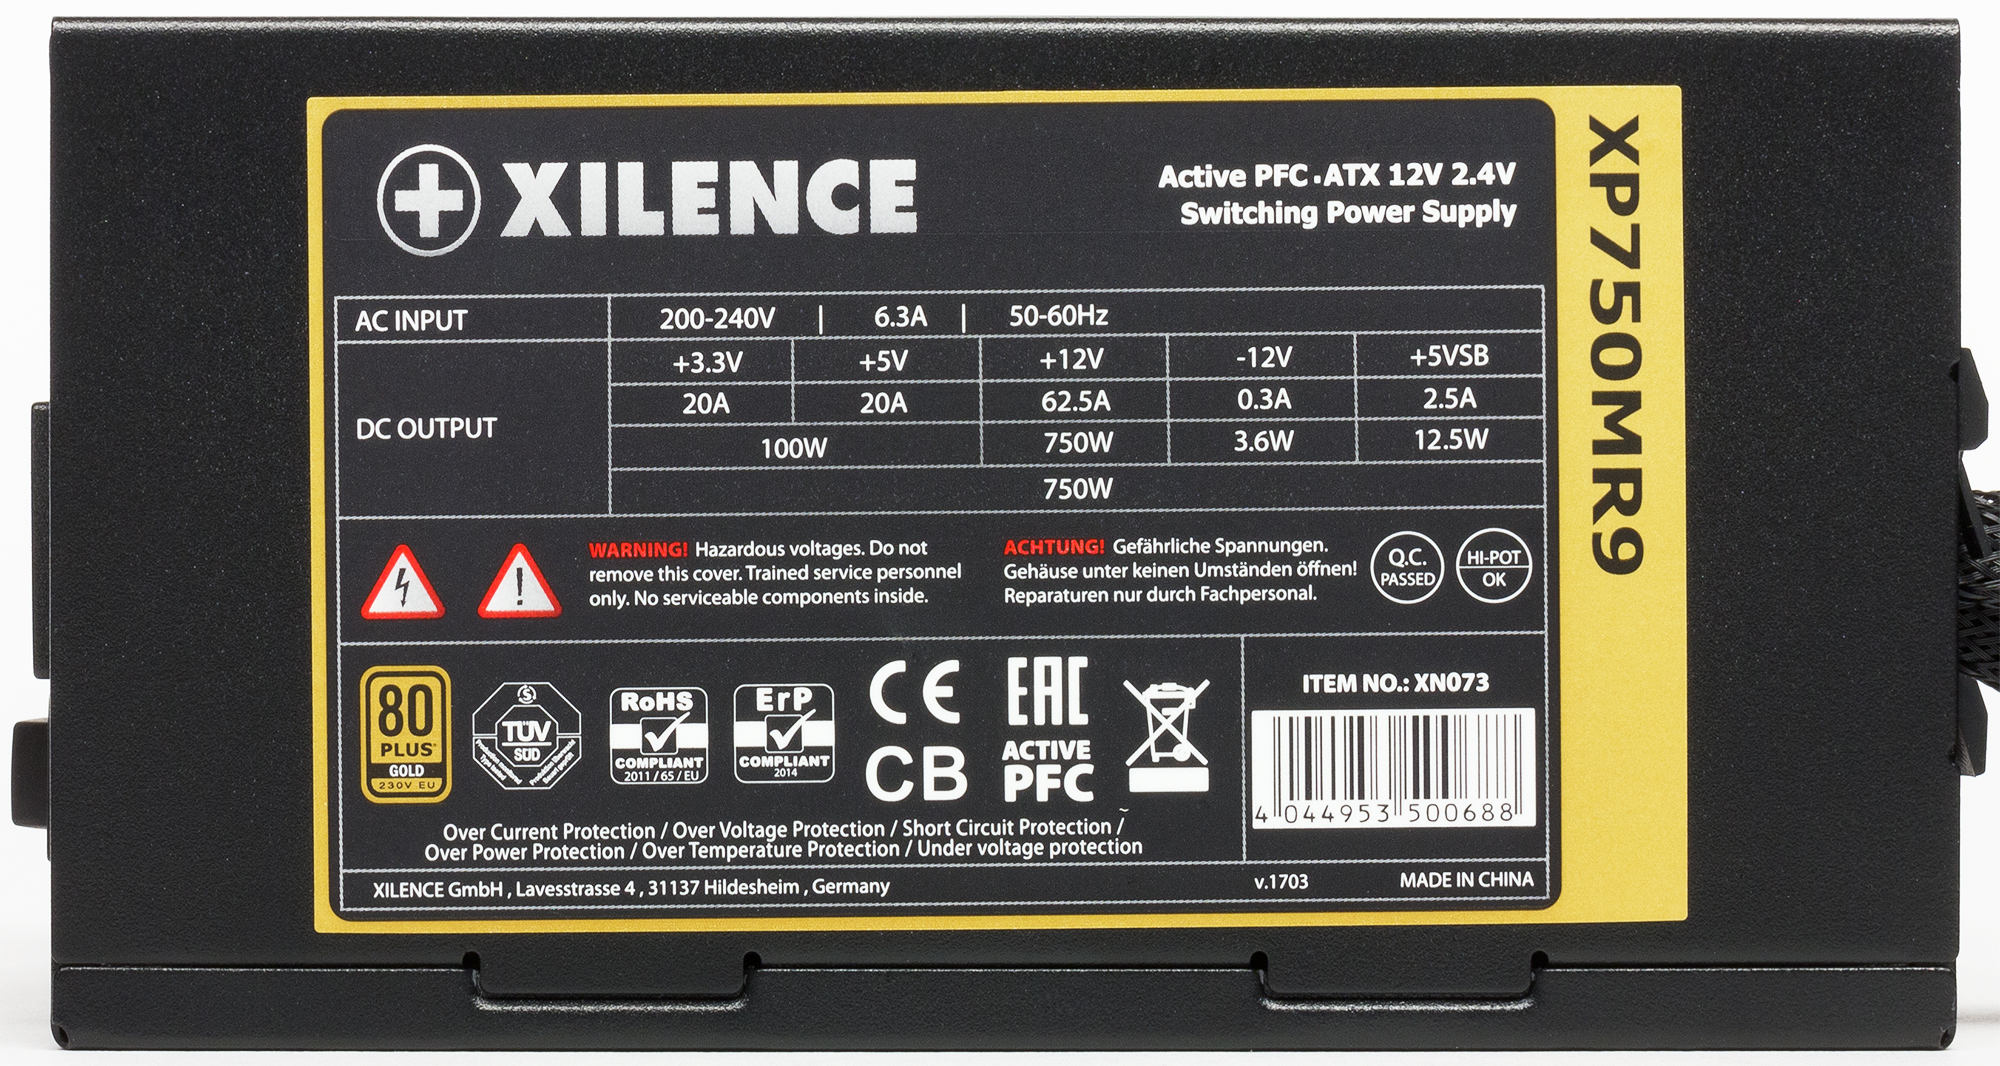 XILENCE
Active PFC . ATX 12V 2.4V
Switching Power Supply
XP750MR9
AC INPUT 200-240V | 6.3A | 50-60Hz
DC OUTPUT
+3.3V +5V +12V -12V +5VSB
20A 20A 62.5A 0.3A 2.5A
100W 750W 3.6W 12.5W
750W
WARNING! Hazardous voltages. Do not
remove this cover. Trained service personnel
only. No serviceable components inside.
ACHTUNG! Gefährliche Spannungen.
Gehäuse unter keinen Umständen öffnen!
Reparaturen nur durch Fachpersonal.
Q.C.
PASSED
HI-POT
OK
80
PLUS
GOLD
230V EU
S
TÜV
SÜD
RoHS
COMPLIANT
2011 / 65 / EU
ErP
COMPLIANT
2014
CE
CB
EAC
ACTIVE
PFC
ITEM NO.: XN073
4 044953 500688
Over Current Protection / Over Voltage Protection / Short Circuit Protection /
Over Power Protection / Over Temperature Protection / Under voltage protection
XILENCE GmbH , Lavesstrasse 4 , 31137 Hildesheim , Germany
v.1703
MADE IN CHINA